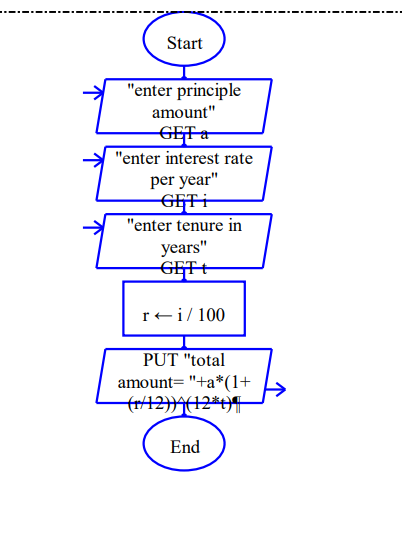 Start
"enter principle
amount"
GET a
"enter interest rate
per year"
GET i
"enter tenure in
years"
GET t
r ← i / 100
PUT "total
amount= "+a*(1+
(r/12))^(12*t)¶
End